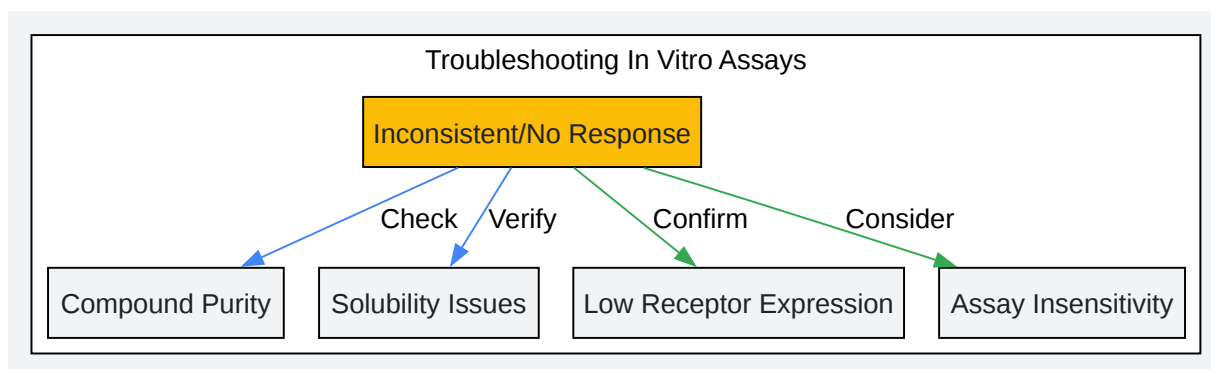 Troubleshooting In Vitro Assays
Inconsistent/No Response
Check
Verify
Confirm
Consider
Compound Purity
Solubility Issues
Low Receptor Expression
Assay Insensitivity